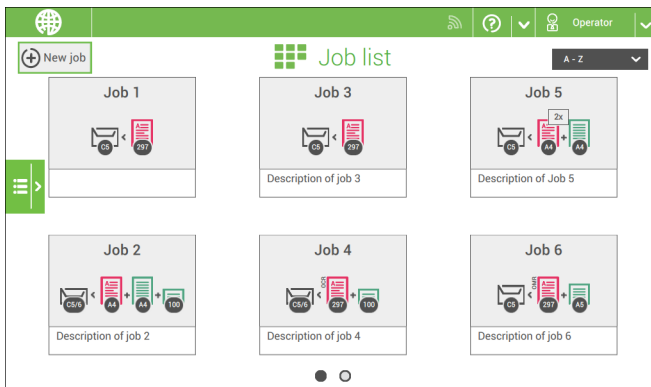 Operator
New job
Job list
A - Z
Job 1
C5
297
Job 3
C5
297
Description of job 3
Job 5
2x
C5
A4
A4
Description of Job 5
Job 2
C5/6
A4
A4
100
Description of job 2
Job 4
OCR
C5/6
297
100
Description of job 4
Job 6
OMR
C5
297
A5
Description of job 6